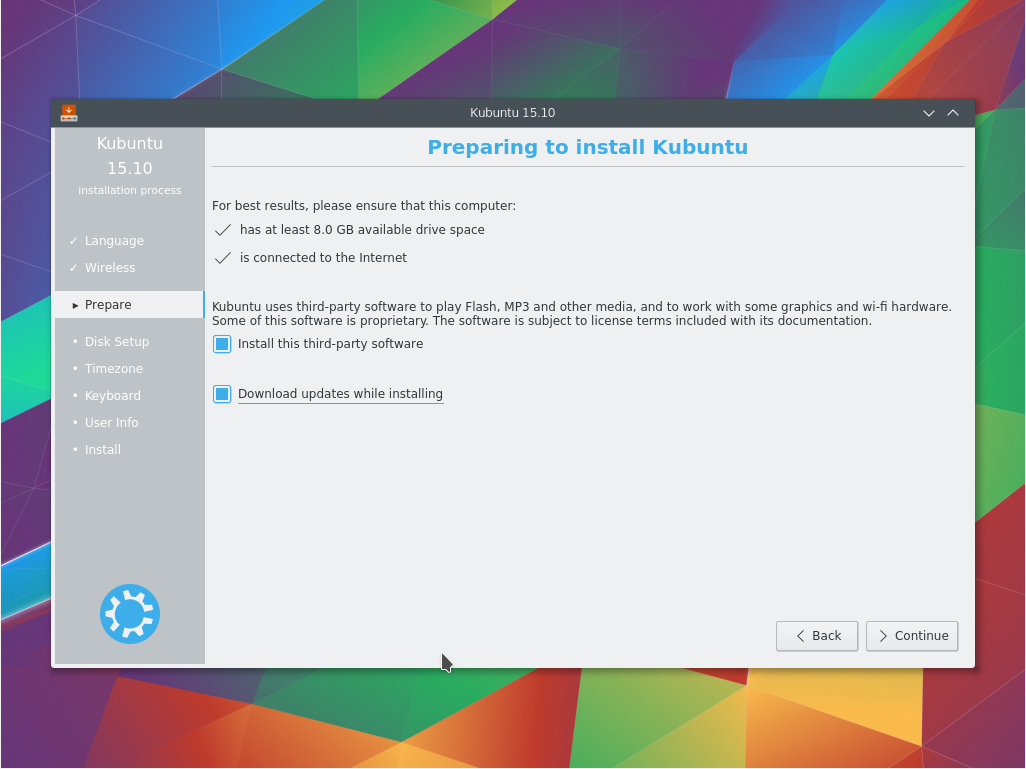 Kubuntu 15.10
Kubuntu
15.10
installation process
✓ Language
✓ Wireless
▸ Prepare
• Disk Setup
• Timezone
• Keyboard
• User Info
• Install
Preparing to install Kubuntu
For best results, please ensure that this computer:
has at least 8.0 GB available drive space
is connected to the Internet
Kubuntu uses third-party software to play Flash, MP3 and other media, and to work with some graphics and wi-fi hardware.
Some of this software is proprietary. The software is subject to license terms included with its documentation.
Install this third-party software
Download updates while installing
Back
Continue